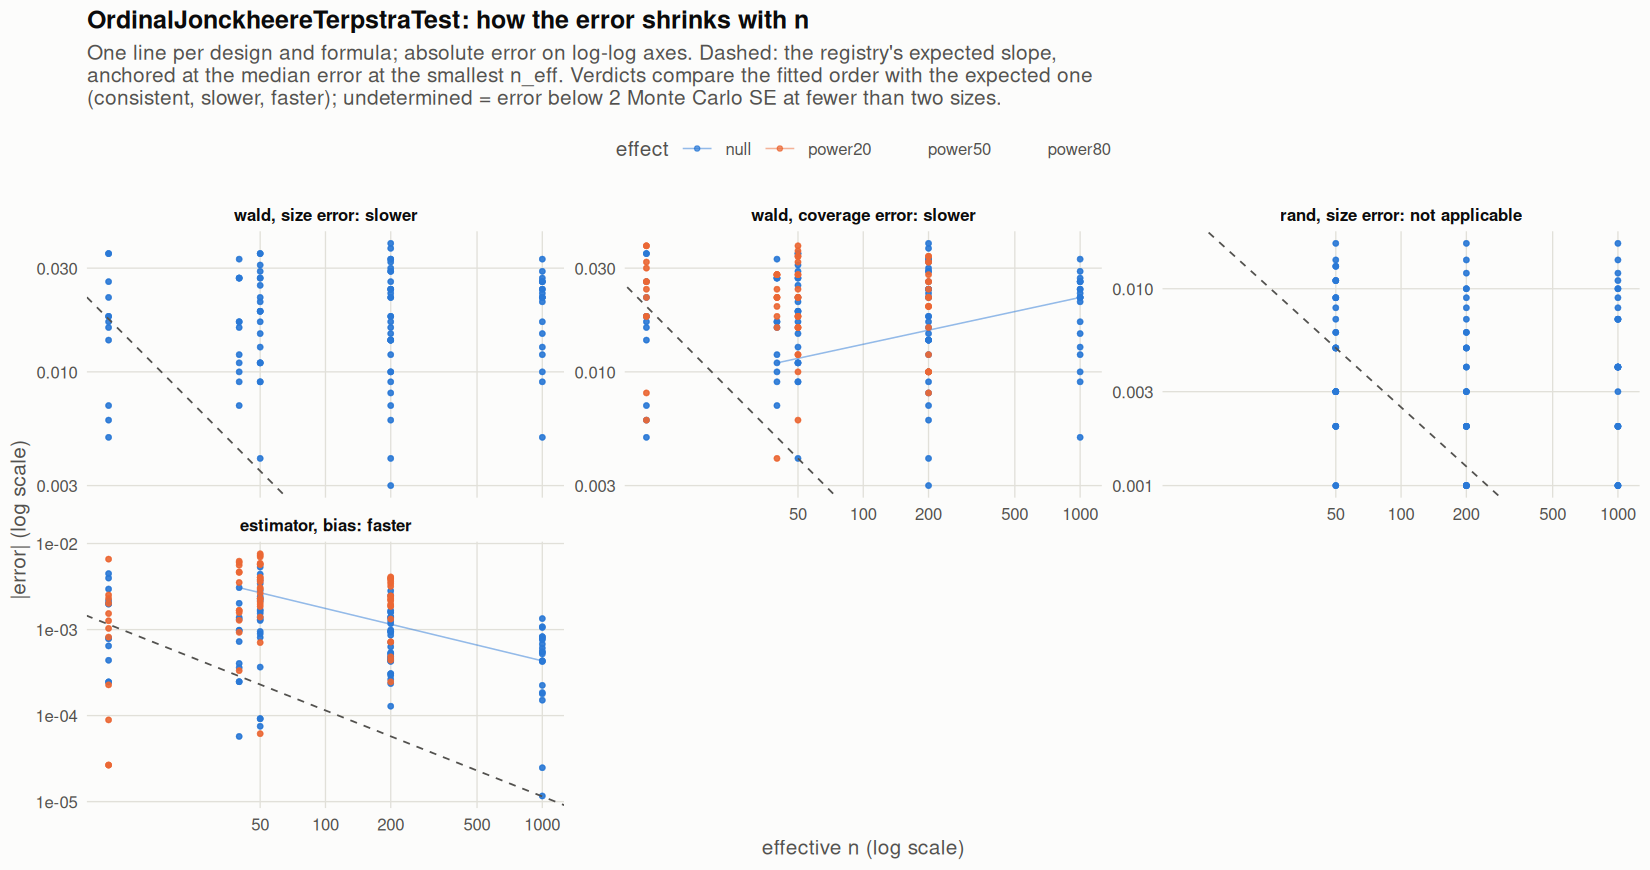 OrdinalJonckheereTerpstraTest: how the error shrinks with n
One line per design and formula; absolute error on log-log axes. Dashed: the registry's expected slope,
anchored at the median error at the smallest n_eff. Verdicts compare the fitted order with the expected one
(consistent, slower, faster); undetermined = error below 2 Monte Carlo SE at fewer than two sizes.
effect null power20 power50 power80
wald, size error: slower
wald, coverage error: slower
rand, size error: not applicable
0.030
0.010
0.003
0.030
0.010
0.003
50 100 200 500 1000
0.010
0.003
0.001
50 100 200 500 1000
estimator, bias: faster
1e-02
1e-03
1e-04
1e-05
50 100 200 500 1000
|error| (log scale)
effective n (log scale)